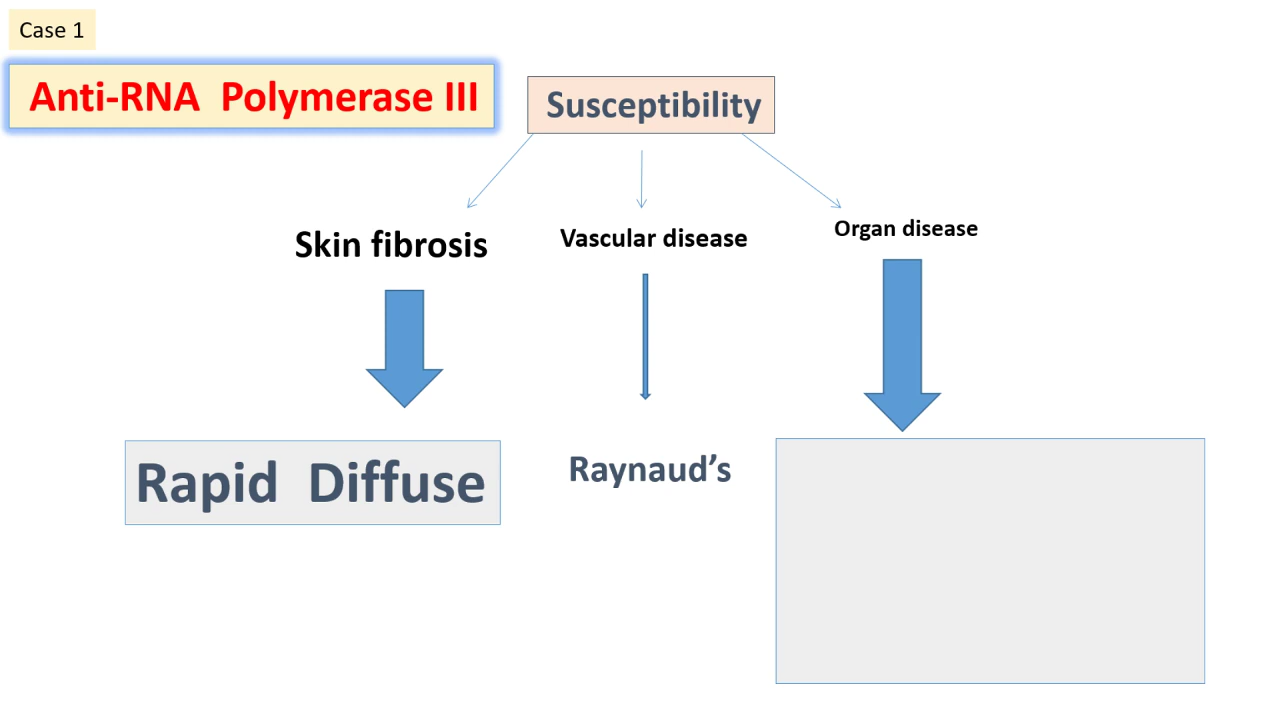 Case 1
Anti-RNA Polymerase III
Susceptibility
Skin fibrosis
Vascular disease
Organ disease
Rapid Diffuse
Raynaud’s